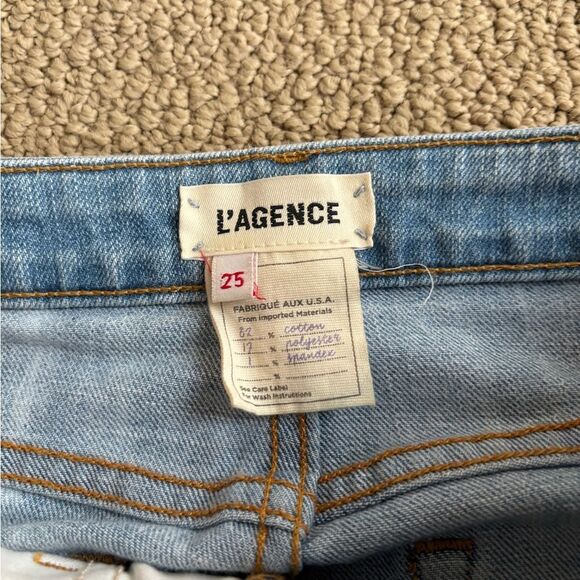 L'AGENCE
25
FABRIQUÉ AUX U.S.A.
From Imported Materials
82 % cotton
17 % polyester
1 % spandex
%
See Care Label
For Wash Instructions